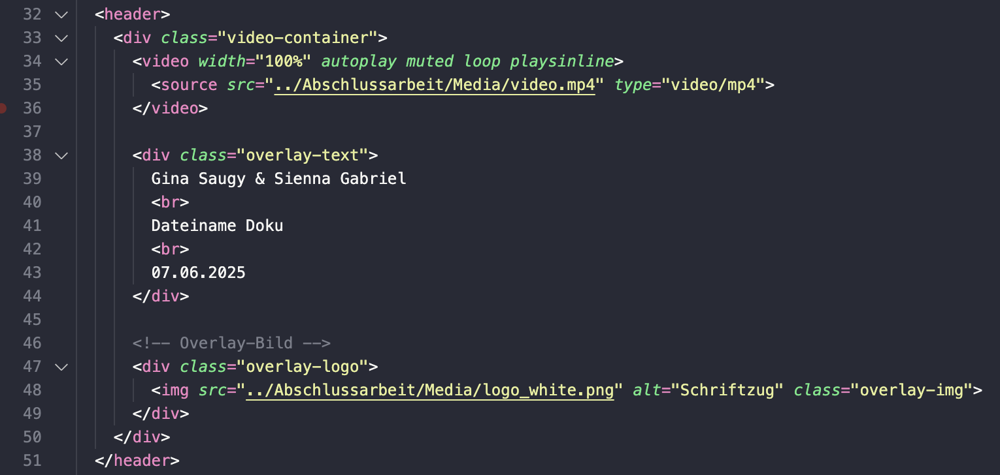 32 <header>
33 <div class="video-container">
34 <video width="100%" autoplay muted loop playsinline>
35 <source src="../Abschlussarbeit/Media/video.mp4" type="video/mp4">
36 </video>
37
38 <div class="overlay-text">
39 Gina Saugy & Sienna Gabriel
40 <br>
41 Dateiname Doku
42 <br>
43 07.06.2025
44 </div>
45
46 <!-- Overlay-Bild -->
47 <div class="overlay-logo">
48 <img src="../Abschlussarbeit/Media/logo_white.png" alt="Schriftzug" class="overlay-img">
49 </div>
50 </div>
51 </header>